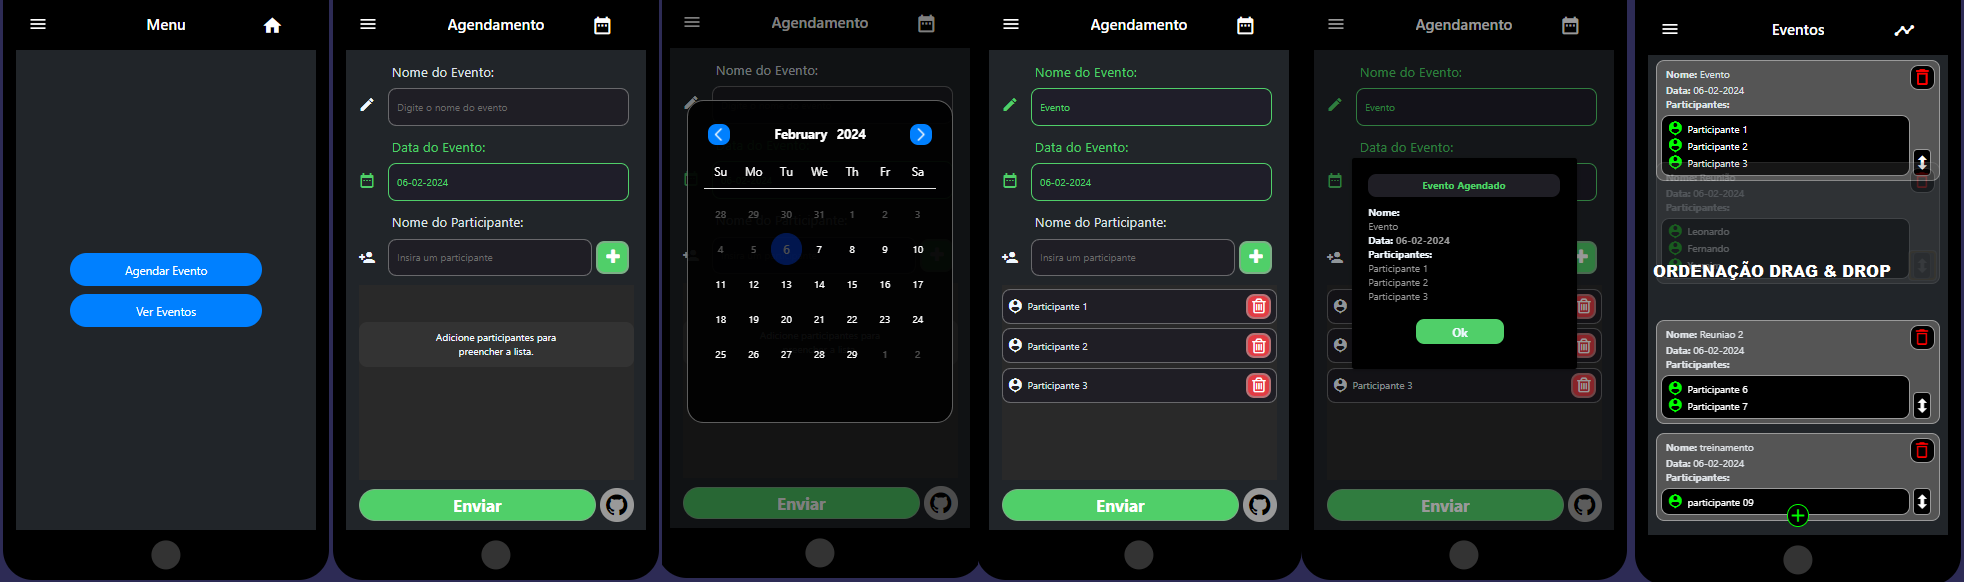 Menu
Agendar Evento
Ver Eventos
Agendamento
Nome do Evento:
Digite o nome do evento
Data do Evento:
06-02-2024
Nome do Participante:
Insira um participante
Adicione participantes para
preencher a lista.
Enviar
Agendamento
Nome do Evento:
February 2024
Su Mo Tu We Th Fr Sa
28 29 30 31 1 2 3
4 5 6 7 8 9 10
11 12 13 14 15 16 17
18 19 20 21 22 23 24
25 26 27 28 29 1 2
Enviar
Agendamento
Nome do Evento:
Evento
Data do Evento:
06-02-2024
Nome do Participante:
Insira um participante
Participante 1
Participante 2
Participante 3
Enviar
Agendamento
Nome do Evento:
Evento
Data do Evento:
Evento Agendado
Nome:
Evento
Data: 06-02-2024
Participantes:
Participante 1
Participante 2
Participante 3
Ok
Participante 3
Enviar
Eventos
Nome: Evento
Data: 06-02-2024
Participantes:
Participante 1
Participante 2
Participante 3
Nome: Reunião
Data: 06-02-2024
Participantes:
Leonardo
Fernando
ORDENAÇÃO DRAG & DROP
Nome: Reuniao 2
Data: 06-02-2024
Participantes:
Participante 6
Participante 7
Nome: treinamento
Data: 06-02-2024
Participantes:
participante 09